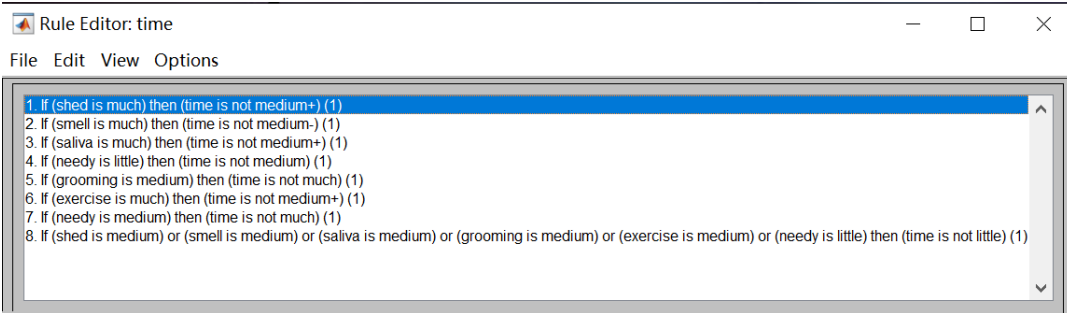 Rule Editor: time
File Edit View Options
1. If (shed is much) then (time is not medium+) (1)
2. If (smell is much) then (time is not medium-) (1)
3. If (saliva is much) then (time is not medium+) (1)
4. If (needy is little) then (time is not medium) (1)
5. If (grooming is medium) then (time is not much) (1)
6. If (exercise is much) then (time is not medium+) (1)
7. If (needy is medium) then (time is not much) (1)
8. If (shed is medium) or (smell is medium) or (saliva is medium) or (grooming is medium) or (exercise is medium) or (needy is little) then (time is not little) (1)